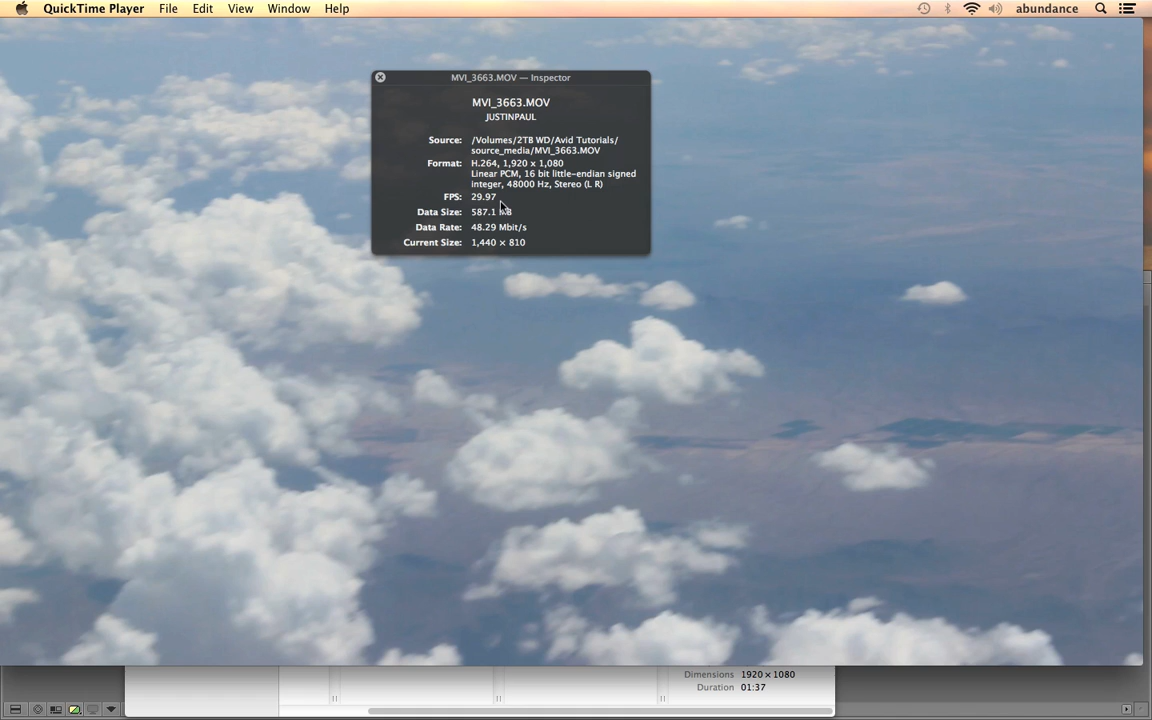 QuickTime Player File Edit View Window Help abundance
MVI_3663.MOV — Inspector
MVI_3663.MOV
JUSTINPAUL
Source: /Volumes/2TB WD/Avid Tutorials/
source_media/MVI_3663.MOV
Format: H.264, 1,920 × 1,080
Linear PCM, 16 bit little-endian signed
integer, 48000 Hz, Stereo (L R)
FPS: 29.97
Data Size: 587.1 MB
Data Rate: 48.29 Mbit/s
Current Size: 1,440 × 810
Dimensions 1920 × 1080
Duration 01:37